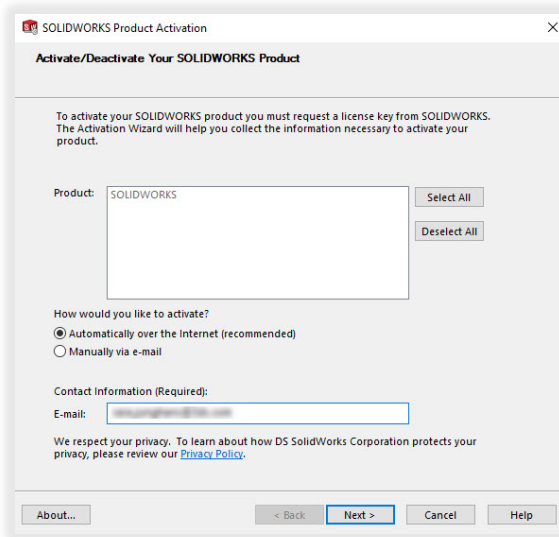 SOLIDWORKS Product Activation
Activate/Deactivate Your SOLIDWORKS Product
To activate your SOLIDWORKS product you must request a license key from SOLIDWORKS.
The Activation Wizard will help you collect the information necessary to activate your
product.
Product:
SOLIDWORKS
Select All
Deselect All
How would you like to activate?
Automatically over the Internet (recommended)
Manually via e-mail
Contact Information (Required):
E-mail:
We respect your privacy. To learn about how DS SolidWorks Corporation protects your
privacy, please review our Privacy Policy.
About... < Back Next > Cancel Help